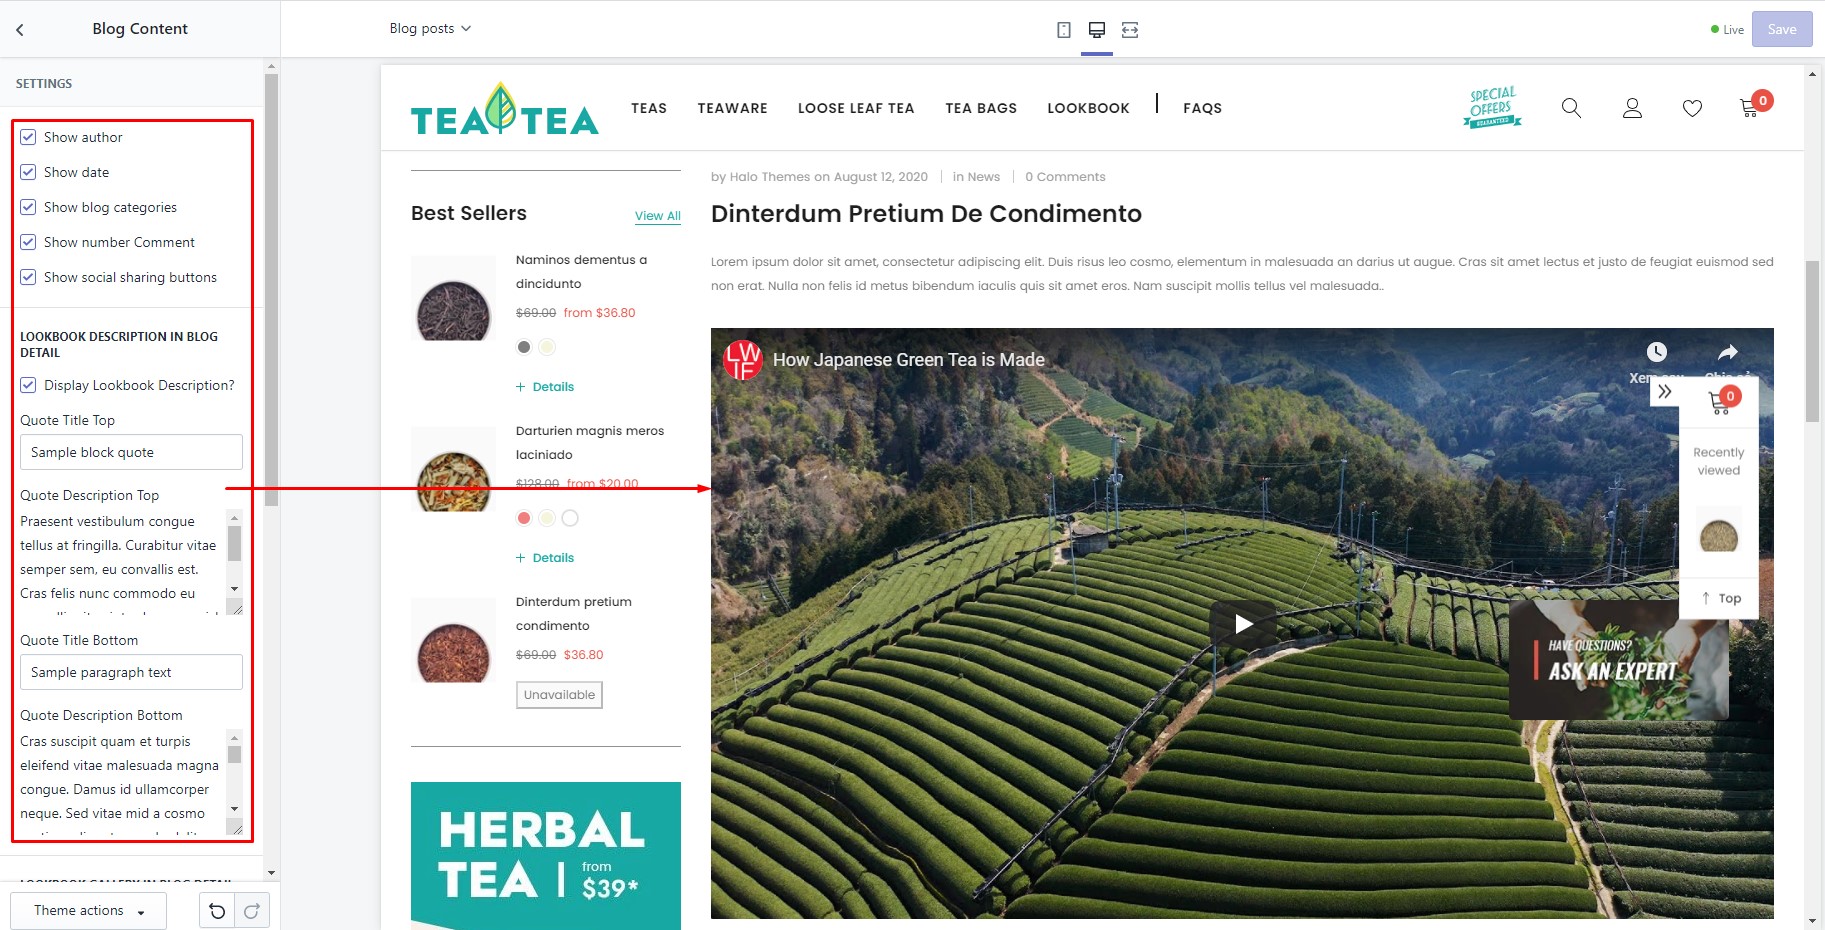 Blog Content
Blog posts
Live
Save
SETTINGS
Show author
Show date
Show blog categories
Show number Comment
Show social sharing buttons
LOOKBOOK DESCRIPTION IN BLOG
DETAIL
Display Lookbook Description?
Quote Title Top
Sample block quote
Quote Description Top
Praesent vestibulum congue
tellus at fringilla. Curabitur vitae
semper sem, eu convallis est.
Cras felis nunc commodo eu
Quote Title Bottom
Sample paragraph text
Quote Description Bottom
Cras suscipit quam et turpis
eleifend vitae malesuada magna
congue. Damus id ullamcorper
neque. Sed vitae mid a cosmo
LOOKBOOK GALLERY IN BLOG DETAIL
Theme actions
TEA TEA
TEAS
TEAWARE
LOOSE LEAF TEA
TEA BAGS
LOOKBOOK
FAQS
SPECIAL
OFFERS
GUARANTEED
0
Best Sellers
View All
Naminos dementus a
dincidunto
$69.00 from $36.80
+ Details
Darturien magnis meros
laciniado
$128.00 from $20.00
+ Details
Dinterdum pretium
condimento
$69.00 $36.80
Unavailable
HERBAL
TEA
from
$39*
by Halo Themes on August 12, 2020 | in News | 0 Comments
Dinterdum Pretium De Condimento
Lorem ipsum dolor sit amet, consectetur adipiscing elit. Duis risus leo cosmo, elementum in malesuada an darius ut augue. Cras sit amet lectus et justo de feugiat euismod sed
non erat. Nulla non felis id metus bibendum iaculis quis sit amet eros. Nam suscipit mollis tellus vel malesuada..
LWIF
How Japanese Green Tea is Made
Xem sau
Chia sẻ
0
Recently
viewed
Top
HAVE QUESTIONS?
ASK AN EXPERT